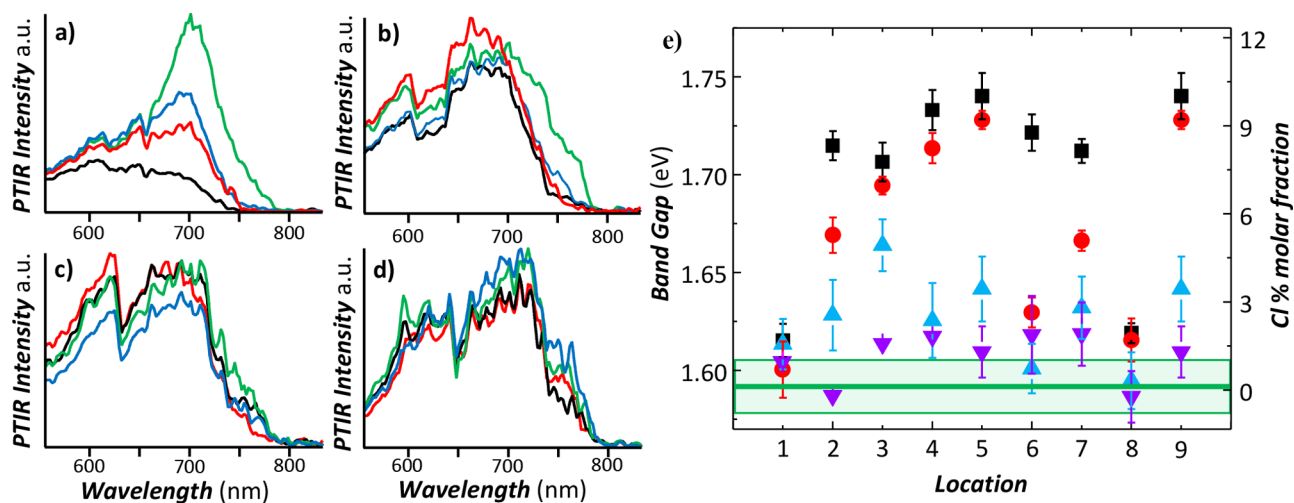 a)
PTIR Intensity a.u.
600 700 800
b)
PTIR Intensity a.u.
600 700 800
c)
PTIR Intensity a.u.
600 700 800
Wavelength (nm)
d)
PTIR Intensity a.u.
600 700 800
Wavelength (nm)
e)
Band Gap (eV)
1.75
1.70
1.65
1.60
12
9
6
3
0
Cl % molar fraction
1 2 3 4 5 6 7 8 9
Location